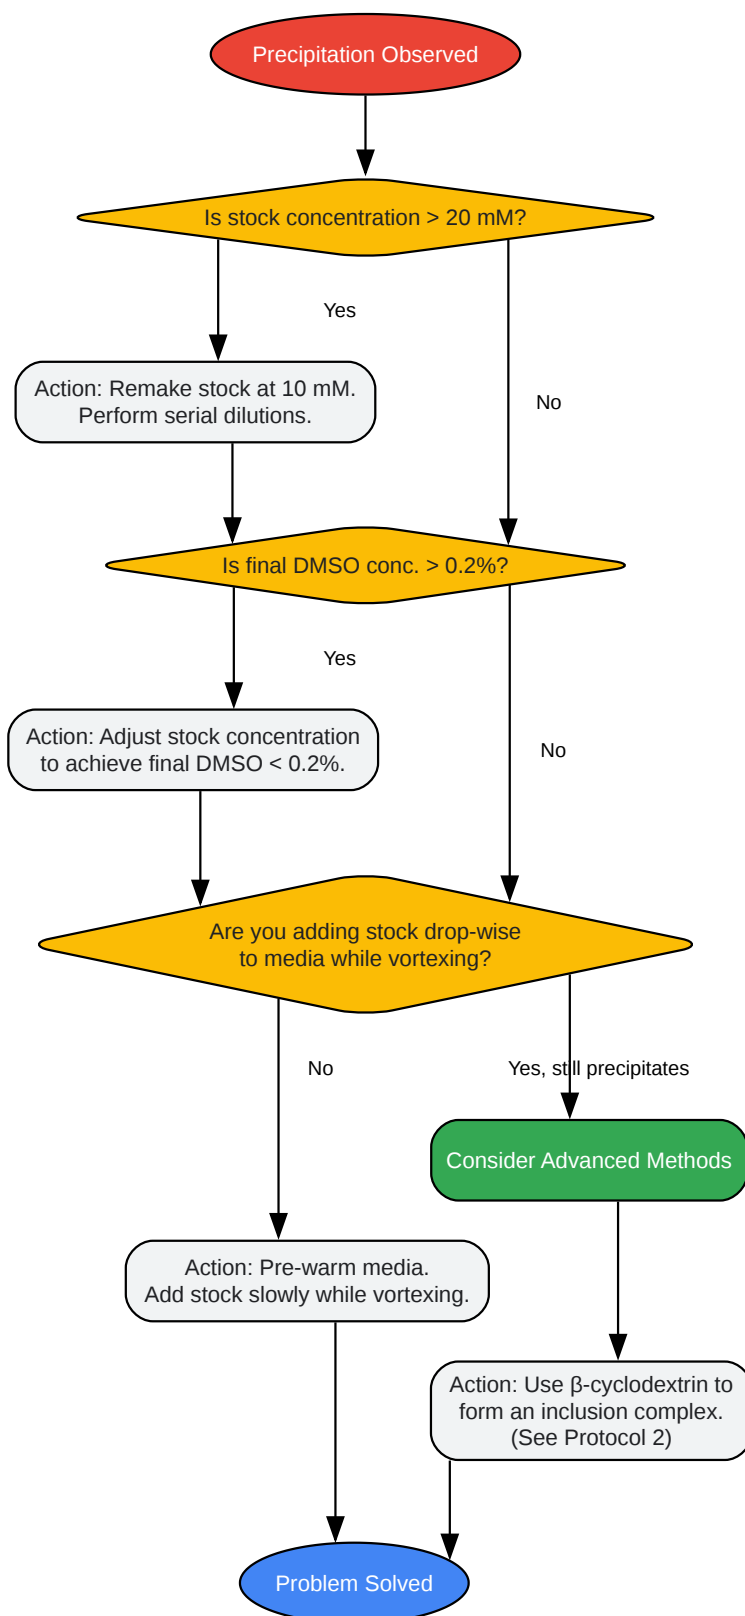 Precipitation Observed
Is stock concentration > 20 mM?
Yes
Action: Remake stock at 10 mM.
Perform serial dilutions.
No
Is final DMSO conc. > 0.2%?
Yes
Action: Adjust stock concentration
to achieve final DMSO < 0.2%.
No
Are you adding stock drop-wise
to media while vortexing?
No
Yes, still precipitates
Consider Advanced Methods
Action: Pre-warm media.
Add stock slowly while vortexing.
Action: Use β-cyclodextrin to
form an inclusion complex.
(See Protocol 2)
Problem Solved